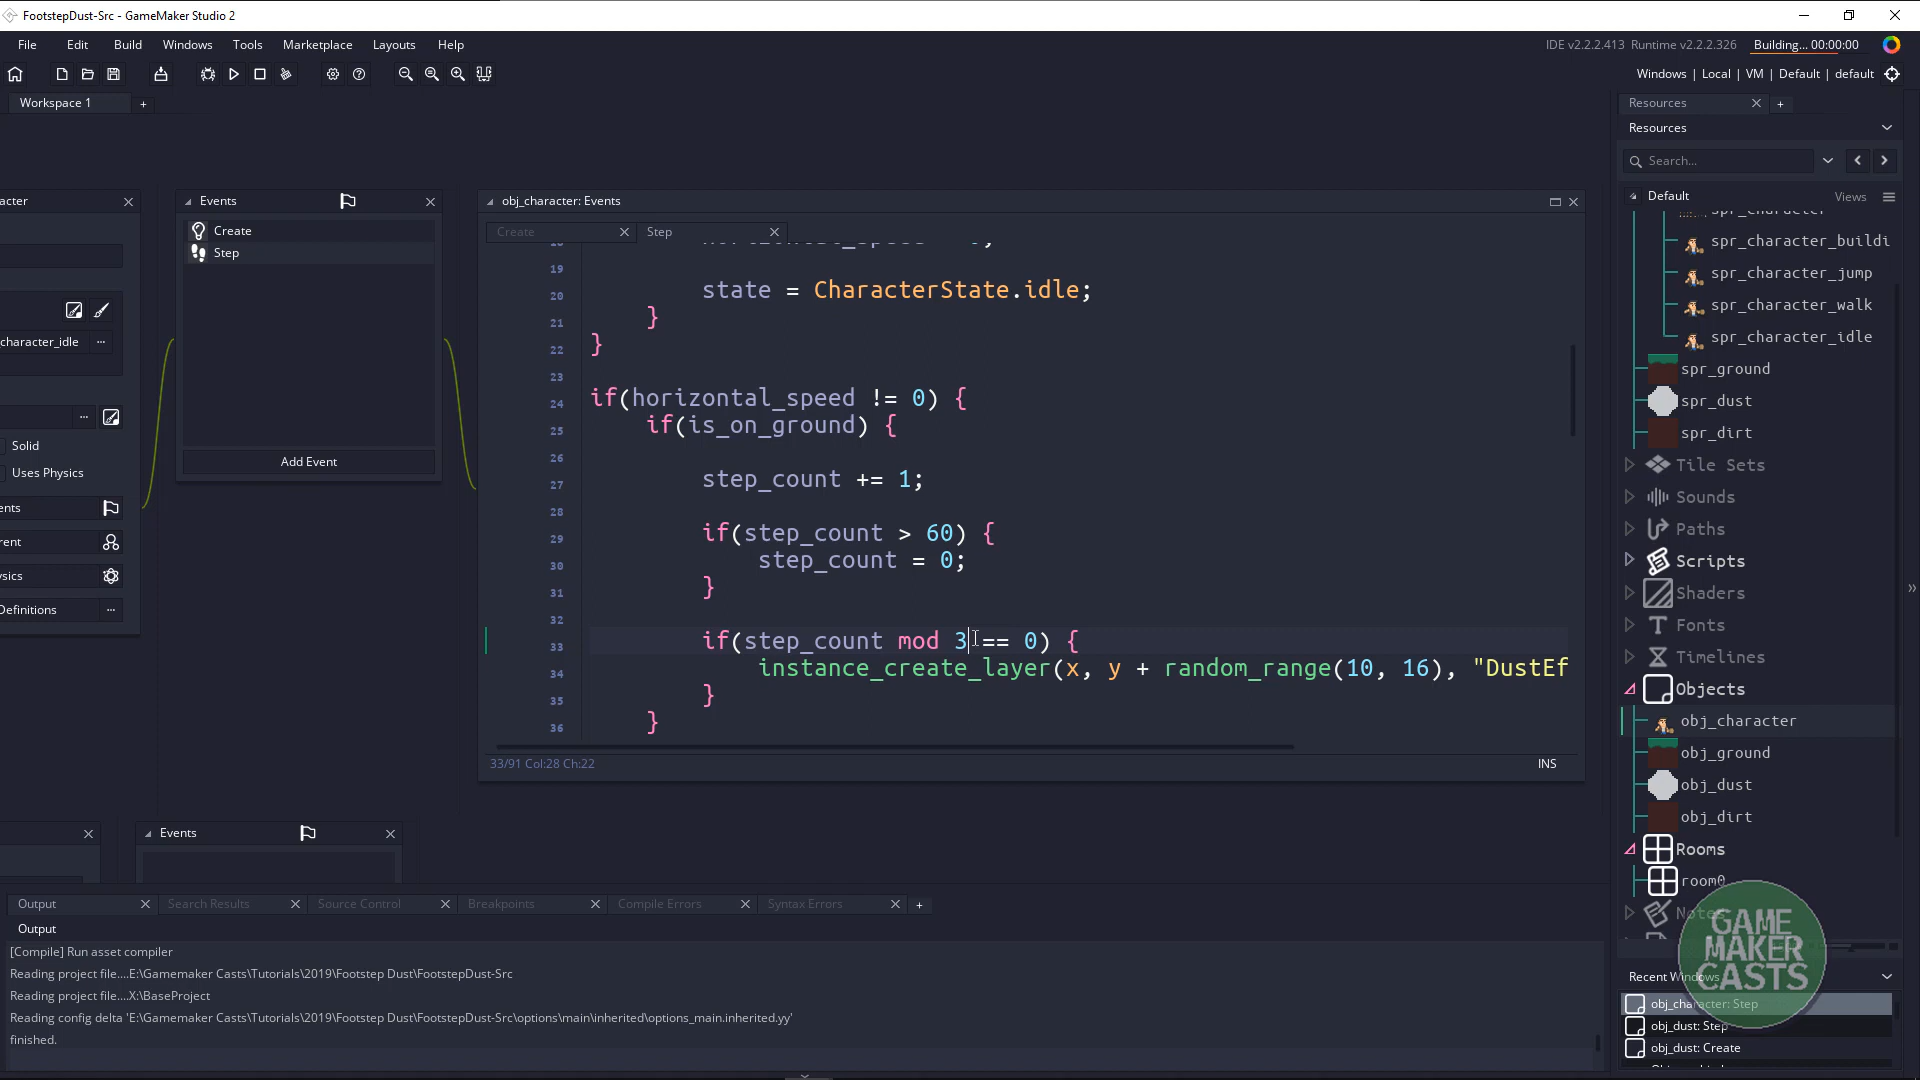 FootstepDust-Src - GameMaker Studio 2
File Edit Build Windows Tools Marketplace Layouts Help
IDE v2.2.2.413 Runtime v2.2.2.326 Building... 00:00:00
Windows | Local | VM | Default | default
Workspace 1 +
Resources
Resources
Search...
Default Views
spr_character
spr_character_buildi
spr_character_jump
spr_character_walk
spr_character_idle
spr_ground
spr_dust
spr_dirt
Tile Sets
Sounds
Paths
Scripts
Shaders
Fonts
Timelines
Objects
obj_character
obj_ground
obj_dust
obj_dirt
Rooms
room0
Notes
Recent Windows
obj_character: Step
obj_dust: Step
obj_dust: Create
GAME
MAKER
CASTS
racter
character_idle
Solid
Uses Physics
ents
rent
ysics
Definitions
Events
Create
Step
Add Event
obj_character: Events
Create Step
19
20 state = CharacterState.idle;
21 }
22 }
23
24 if(horizontal_speed != 0) {
25 if(is_on_ground) {
26
27 step_count += 1;
28
29 if(step_count > 60) {
30 step_count = 0;
31 }
32
33 if(step_count mod 3 == 0) {
34 instance_create_layer(x, y + random_range(10, 16), "DustEf
35 }
36 }
33/91 Col:28 Ch:22 INS
Events
Output Search Results Source Control Breakpoints Compile Errors Syntax Errors +
Output
[Compile] Run asset compiler
Reading project file....E:\Gamemaker Casts\Tutorials\2019\Footstep Dust\FootstepDust-Src
Reading project file....X:\BaseProject
Reading config delta 'E:\Gamemaker Casts\Tutorials\2019\Footstep Dust\FootstepDust-Src\options\main\inherited\options_main.inherited.yy'
finished.